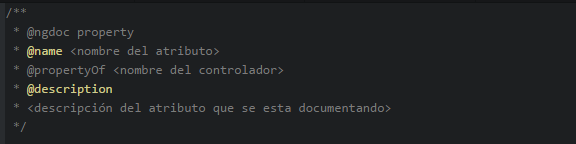 /**
* @ngdoc property
* @name <nombre del atributo>
* @propertyOf <nombre del controlador>
* @description
* <descripción del atributo que se esta documentando>
*/